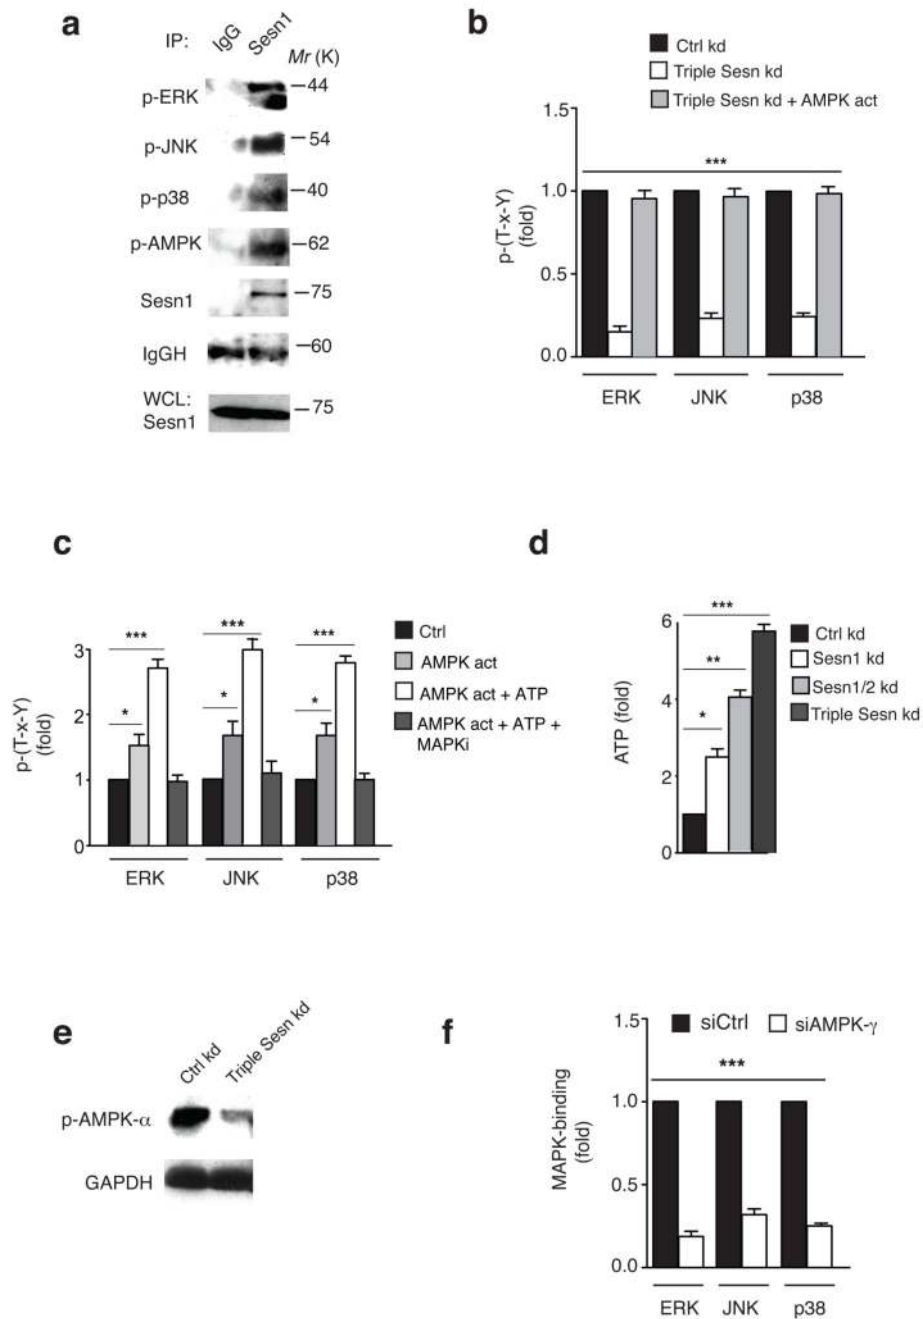 a
IP: IgG Sesn1
Mr (K)
p-ERK –44
p-JNK –54
p-p38 –40
p-AMPK –62
Sesn1 –75
IgGH –60
WCL:
Sesn1 –75
b
Ctrl kd
Triple Sesn kd
Triple Sesn kd + AMPK act
p-(T-x-Y)
(fold)
1.5
1.0
0.5
0.0
***
ERK JNK p38
c
p-(T-x-Y)
(fold)
3
2
1
0
*** *** ***
* * *
ERK JNK p38
Ctrl
AMPK act
AMPK act + ATP
AMPK act + ATP +
MAPKi
d
ATP (fold)
6
4
2
0
***
**
*
Ctrl kd
Sesn1 kd
Sesn1/2 kd
Triple Sesn kd
e
Ctrl kd Triple Sesn kd
p-AMPK-α
GAPDH
f
siCtrl siAMPK-γ
MAPK-binding
(fold)
1.5
1.0
0.5
0.0
***
ERK JNK p38